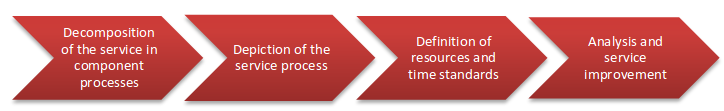 Decomposition
of the service in
component
processes
Depiction of the
service process
Definition of
resources and
time standards
Analysis and
service
improvement